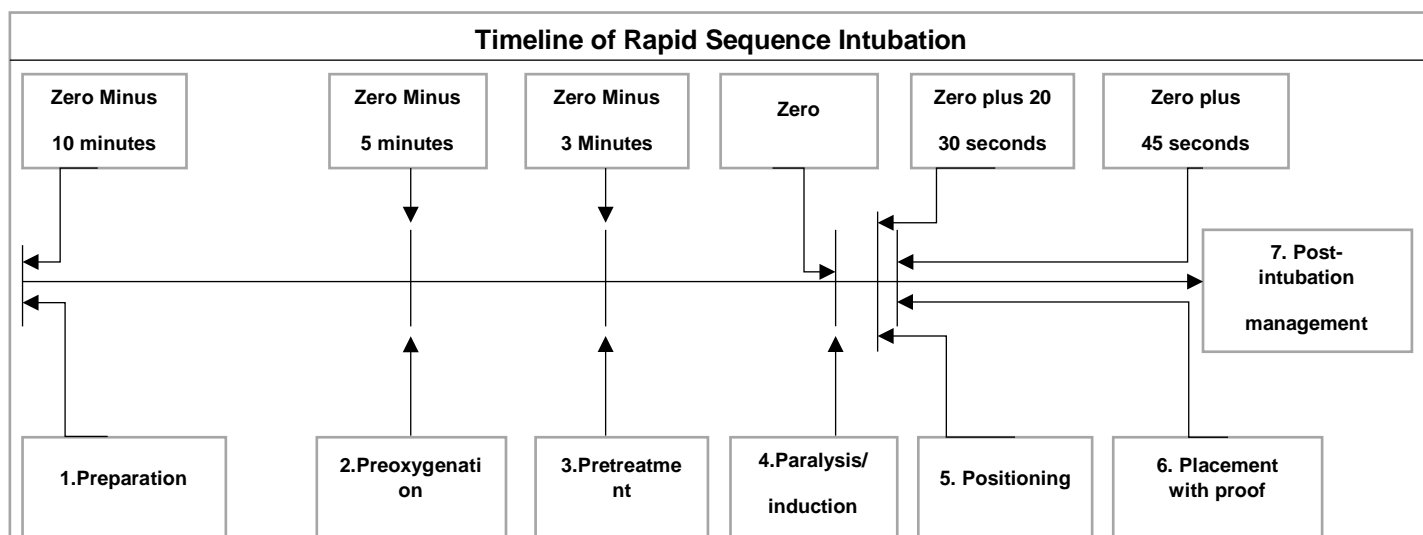 Timeline of Rapid Sequence Intubation
Zero Minus
10 minutes
Zero Minus
5 minutes
Zero Minus
3 Minutes
Zero
Zero plus 20
30 seconds
Zero plus
45 seconds
7. Post-
intubation
management
1.Preparation
2.Preoxygenati
on
3.Pretreatme
nt
4.Paralysis/
induction
5. Positioning
6. Placement
with proof